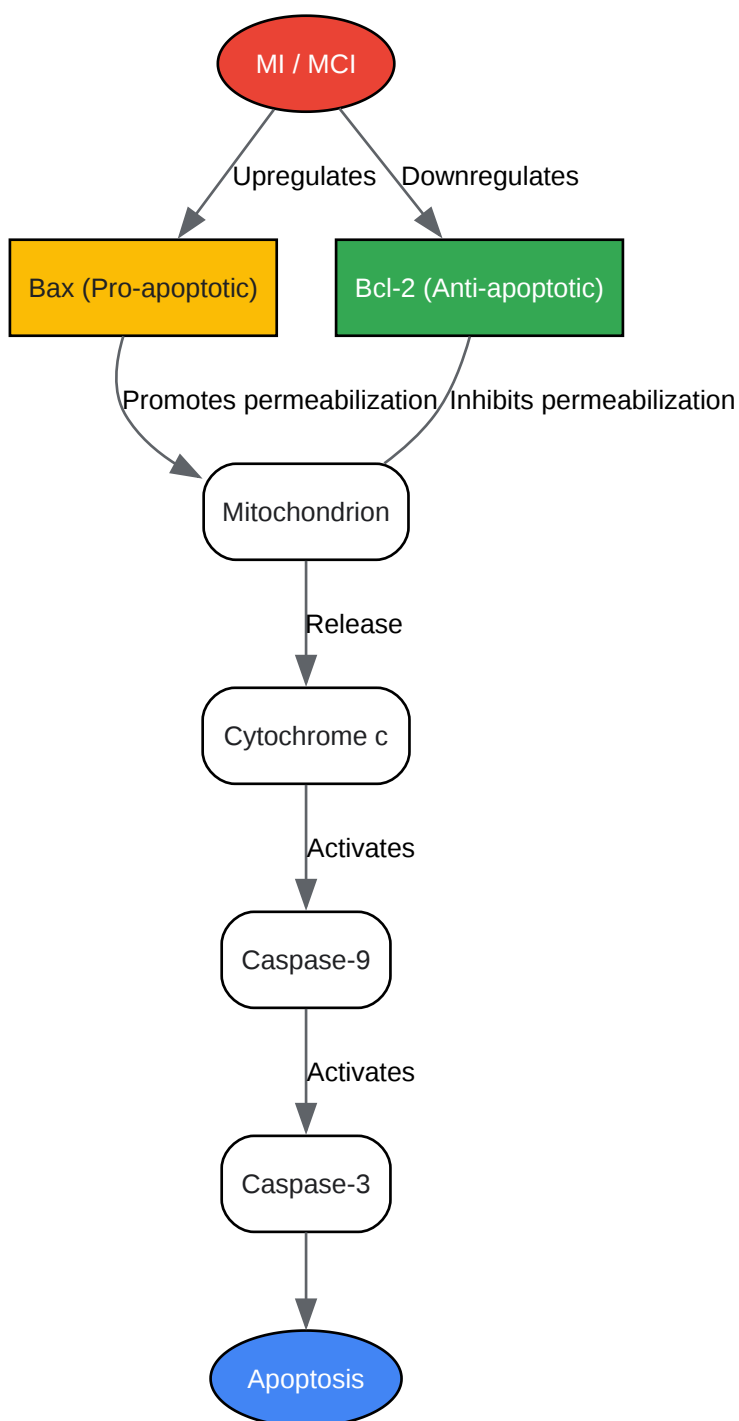 MI / MCI
Upregulates
Downregulates
Bax (Pro-apoptotic)
Bcl-2 (Anti-apoptotic)
Promotes permeabilization
Inhibits permeabilization
Mitochondrion
Release
Cytochrome c
Activates
Caspase-9
Activates
Caspase-3
Apoptosis